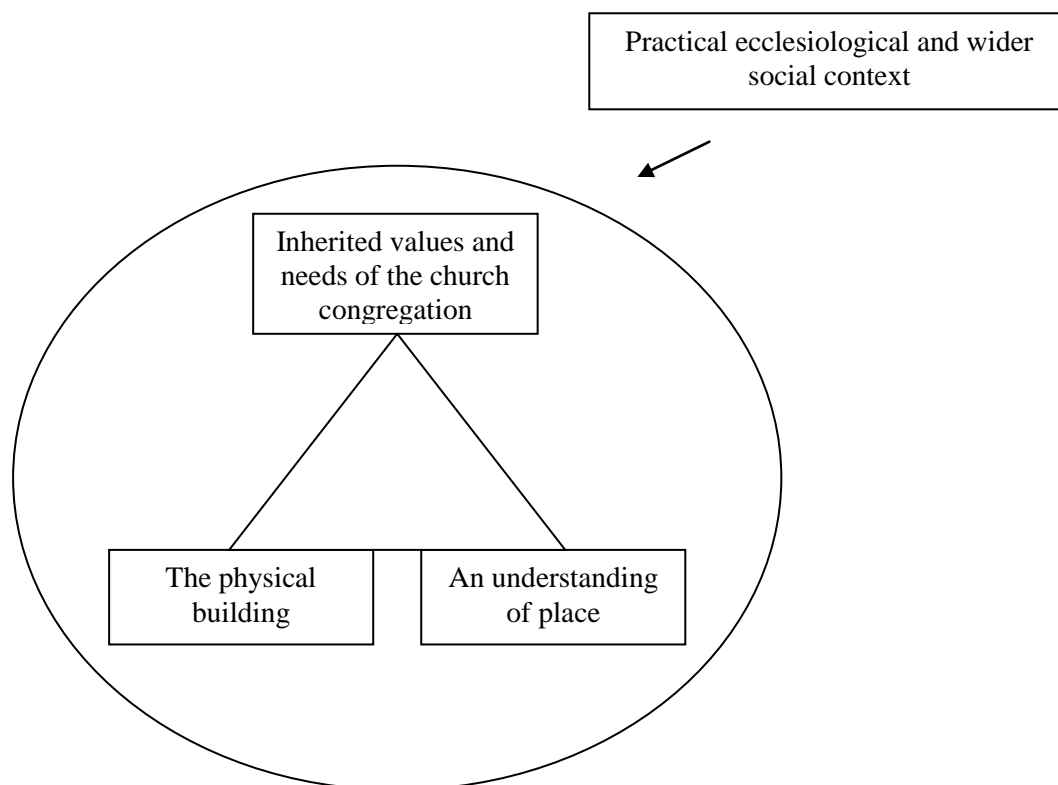 Practical ecclesiological and wider
social context
Inherited values and
needs of the church
congregation
The physical
building
An understanding
of place